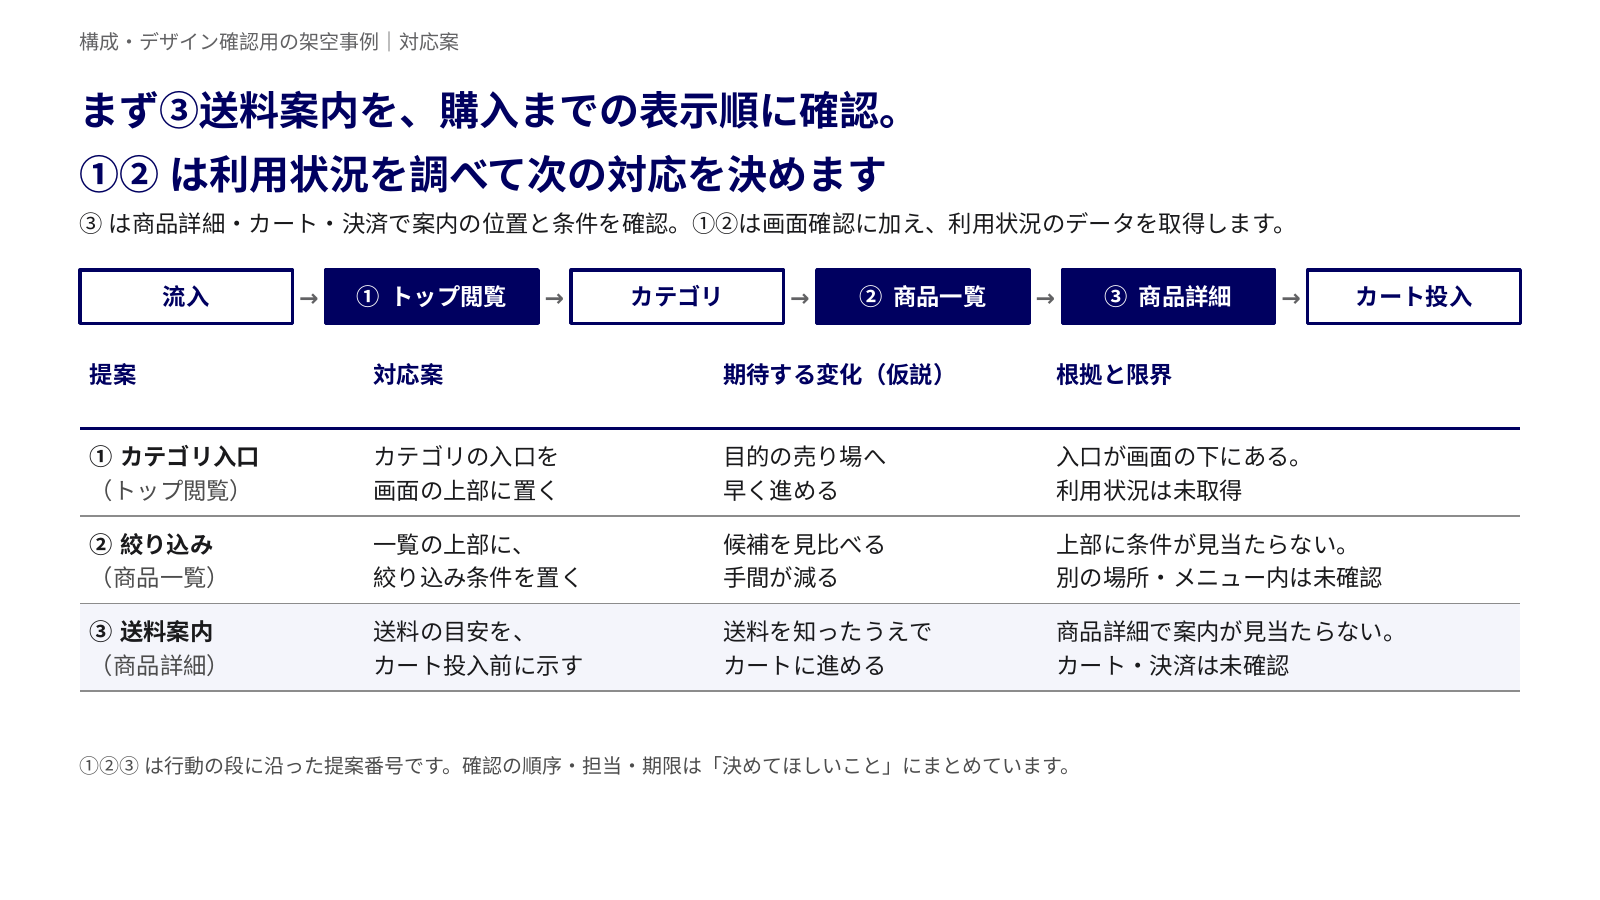 構成・デザイン確認用の架空事例｜対応案
まず③送料案内を、購入までの表示順に確認。
①② は利用状況を調べて次の対応を決めます
③ は商品詳細・カート・決済で案内の位置と条件を確認。①②は画面確認に加え、利用状況のデータを取得します。
流入 → ① トップ閲覧 → カテゴリ → ② 商品一覧 → ③ 商品詳細 → カート投入
提案 対応案 期待する変化（仮説） 根拠と限界
① カテゴリ入口 カテゴリの入口を 目的の売り場へ 入口が画面の下にある。
（トップ閲覧） 画面の上部に置く 早く進める 利用状況は未取得
② 絞り込み 一覧の上部に、 候補を見比べる 上部に条件が見当たらない。
（商品一覧） 絞り込み条件を置く 手間が減る 別の場所・メニュー内は未確認
③ 送料案内 送料の目安を、 送料を知ったうえで 商品詳細で案内が見当たらない。
（商品詳細） カート投入前に示す カートに進める カート・決済は未確認
①②③ は行動の段に沿った提案番号です。確認の順序・担当・期限は「決めてほしいこと」にまとめています。